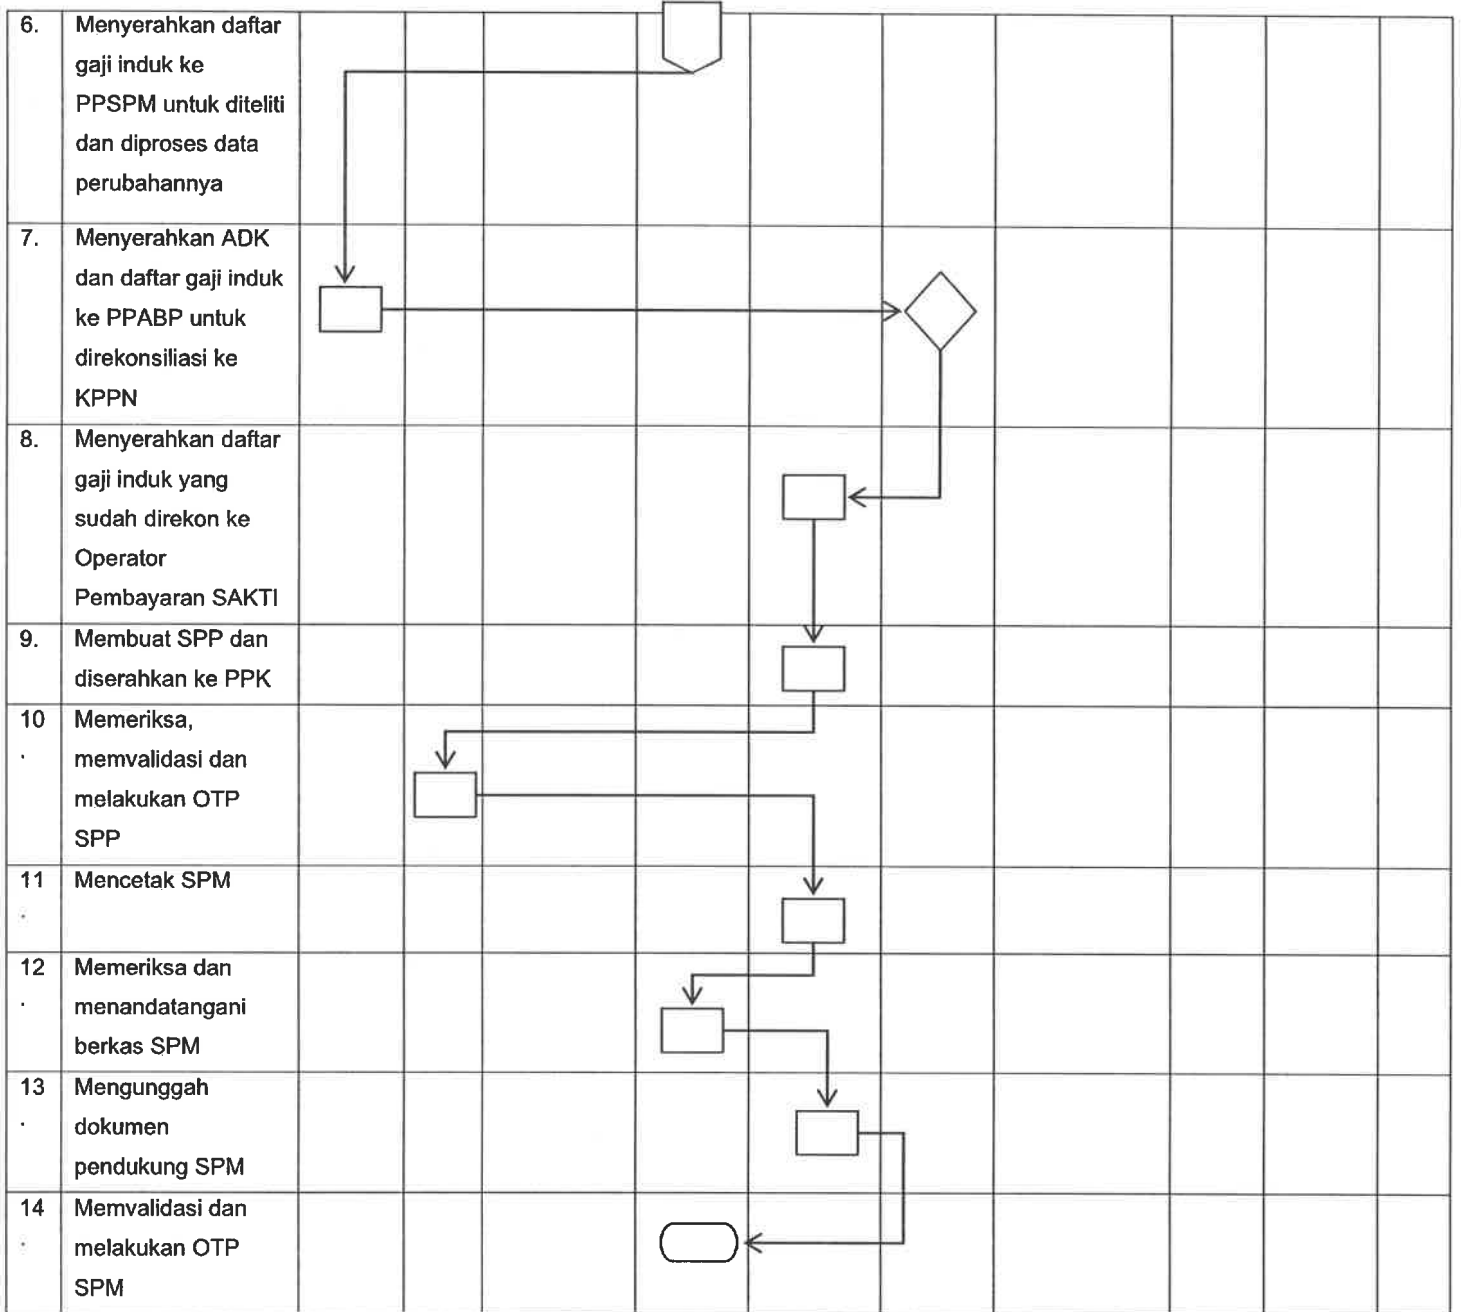 6. Menyerahkan daftar
gaji induk ke
PPSPM untuk diteliti
dan diproses data
perubahannya
7. Menyerahkan ADK
dan daftar gaji induk
ke PPABP untuk
direkonsiliasi ke
KPPN
8. Menyerahkan daftar
gaji induk yang
sudah direkon ke
Operator
Pembayaran SAKTI
9. Membuat SPP dan
diserahkan ke PPK
10 Memeriksa,
. memvalidasi dan
melakukan OTP
SPP
11 Mencetak SPM
.
12 Memeriksa dan
. menandatangani
berkas SPM
13 Mengunggah
. dokumen
pendukung SPM
14 Memvalidasi dan
. melakukan OTP
SPM